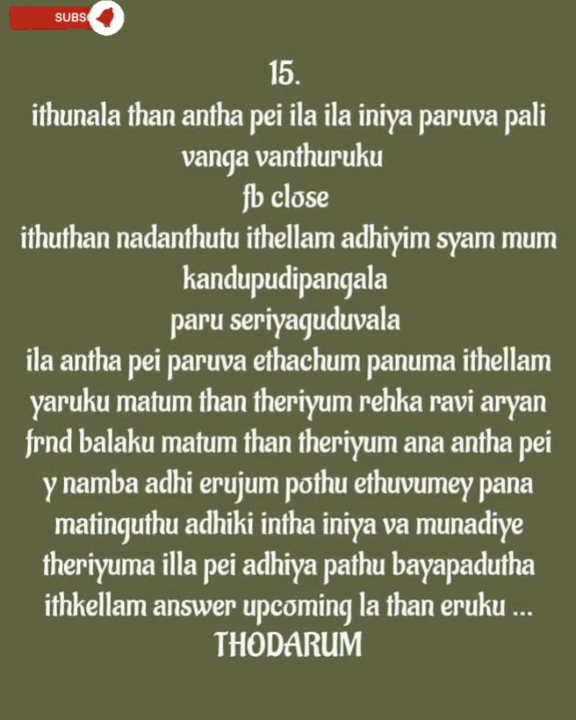 SUBS
15.
ithunala than antha pei ila ila iniya paruva pali
vanga vanthuruku
fb close
ithuthan nadanthutu ithellam adhiyim syam mum
kandupudipangala
paru seriyaguduvala
ila antha pei paruva ethachum panuma ithellam
yaruku matum than theriyum rehka ravi aryan
frnd balaku matum than theriyum ana antha pei
y namba adhi erujum pothu ethuvumey pana
matinguthu adhiki intha iniya va munadiye
theriyuma illa pei adhiya pathu bayapadutha
ithkellam answer upcoming la than eruku ...
THODARUM